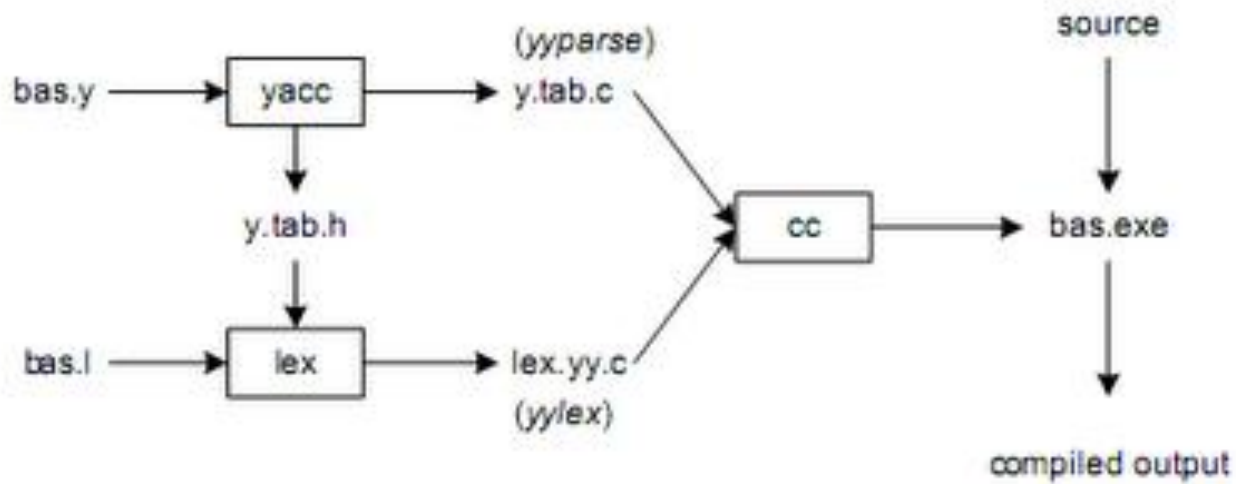 source
(yyparse)
bas.y
yacc
y.tab.c
y.tab.h
cc
bas.exe
bas.l
lex
lex.yy.c
(yylex)
compiled output